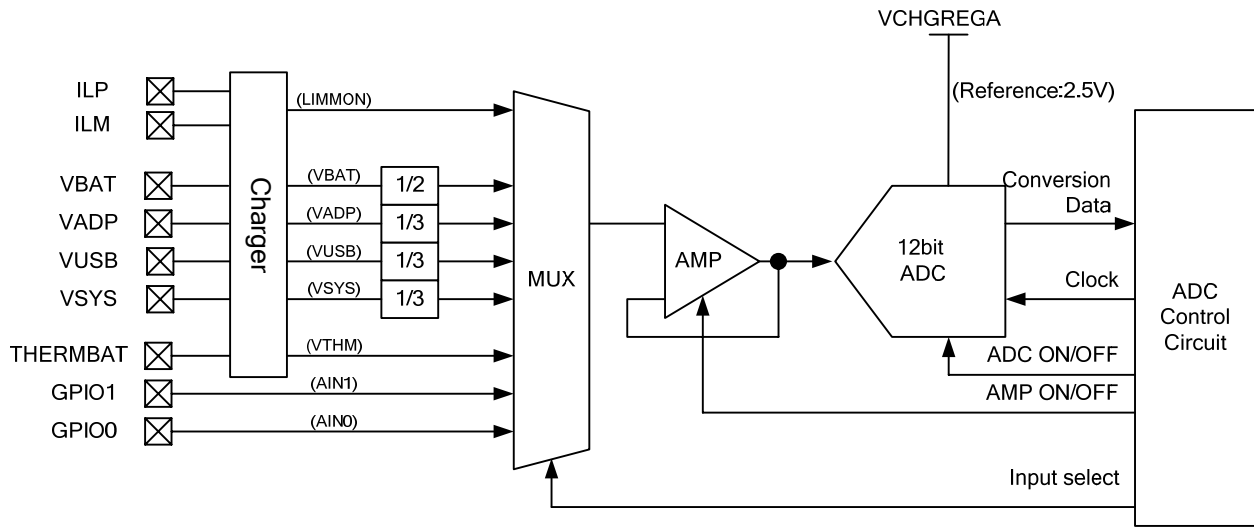 VCHGREGA
(Reference:2.5V)
ILP
ILM
VBAT
VADP
VUSB
VSYS
THERMBAT
GPIO1
GPIO0
Charger
(LIMMON)
(VBAT)
(VADP)
(VUSB)
(VSYS)
(VTHM)
(AIN1)
(AIN0)
1/2
1/3
1/3
1/3
MUX
AMP
12bit
ADC
Conversion
Data
Clock
ADC ON/OFF
AMP ON/OFF
Input select
ADC
Control
Circuit